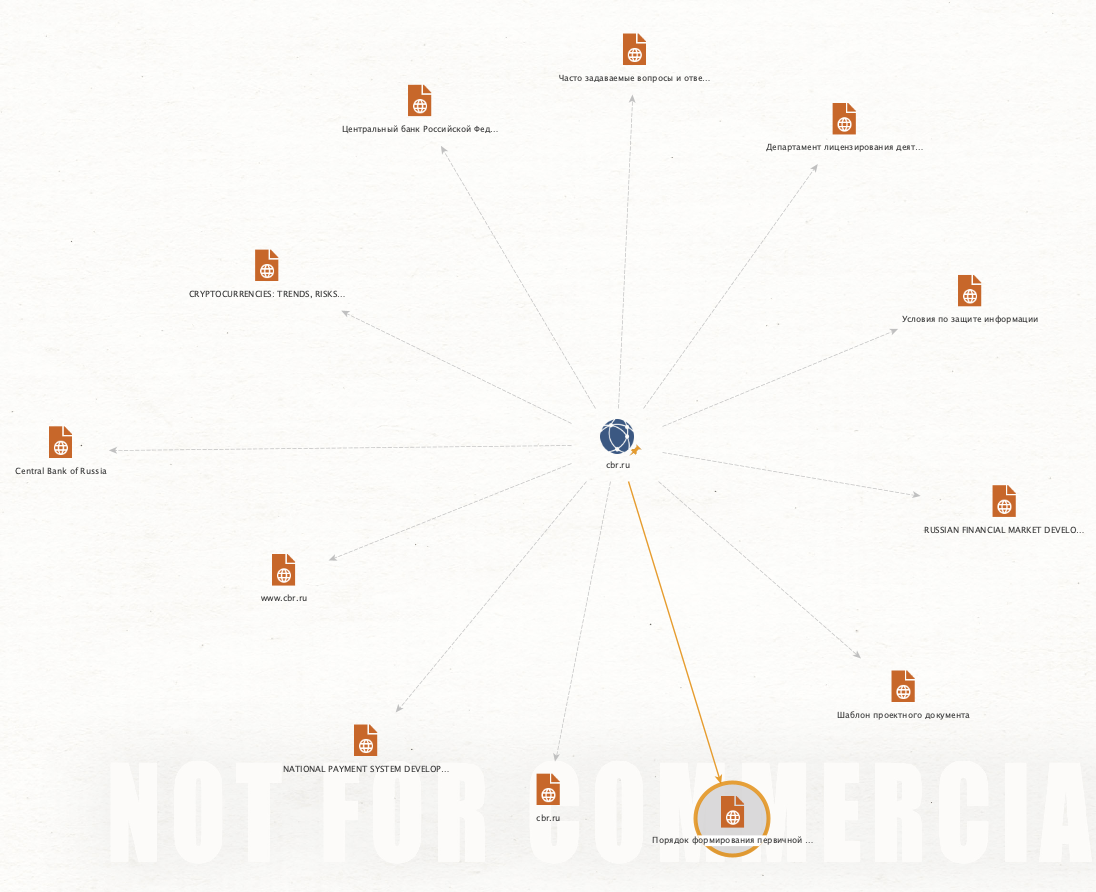 Часто задаваемые вопросы и отве...
Центральный банк Российской Фед...
Департамент лицензирования деят...
CRYPTOCURRENCIES: TRENDS, RISKS...
Условия по защите информации
cbr.ru
Central Bank of Russia
RUSSIAN FINANCIAL MARKET DEVELO...
www.cbr.ru
Шаблон проектного документа
NATIONAL PAYMENT SYSTEM DEVELOP...
cbr.ru
Порядок формирования первичной ...
NOT FOR COMMERCIA